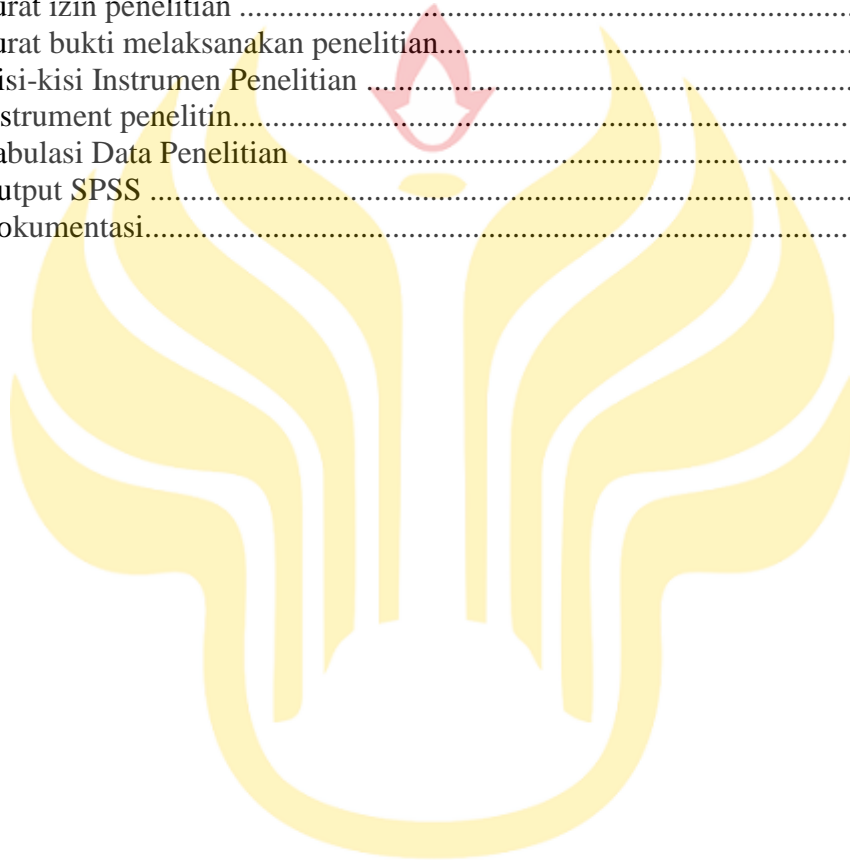 urat izin penelitian ........................................................................
urat bukti melaksanakan penelitian..................................................
isi-kisi Instrumen Penelitian ..........................................................
strument penelitin..........................................................................
abulasi Data Penelitian ..................................................................
utput SPSS ....................................................................................
okumentasi.....................................................................................